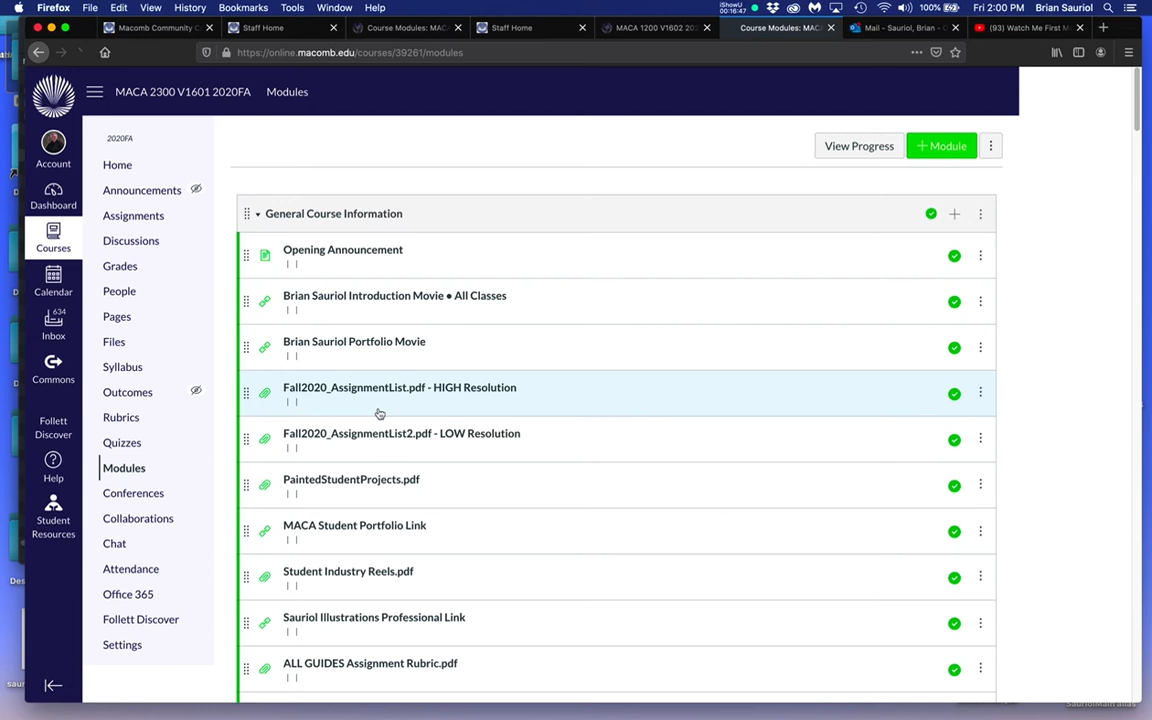 Firefox File Edit View History Bookmarks Tools Window Help
iShowU
00:16:47
100% Fri 2:00 PM Brian Sauriol
Macomb Community C
Staff Home
Course Modules: MAC
Staff Home
MACA 1200 V1602 202
Course Modules: MAC
Mail - Sauriol, Brian - O
(93) Watch Me First M
https://online.macomb.edu/courses/39261/modules
MACA 2300 V1601 2020FA Modules
Account
Dashboard
Courses
Calendar
634
Inbox
Commons
Follett
Discover
Help
Student
Resources
2020FA
Home
Announcements
Assignments
Discussions
Grades
People
Pages
Files
Syllabus
Outcomes
Rubrics
Quizzes
Modules
Conferences
Collaborations
Chat
Attendance
Office 365
Follett Discover
Settings
View Progress
+ Module
General Course Information
Opening Announcement
| |
Brian Sauriol Introduction Movie • All Classes
| |
Brian Sauriol Portfolio Movie
| |
Fall2020_AssignmentList.pdf - HIGH Resolution
| |
Fall2020_AssignmentList2.pdf - LOW Resolution
| |
PaintedStudentProjects.pdf
| |
MACA Student Portfolio Link
| |
Student Industry Reels.pdf
| |
Sauriol Illustrations Professional Link
| |
ALL GUIDES Assignment Rubric.pdf
| |